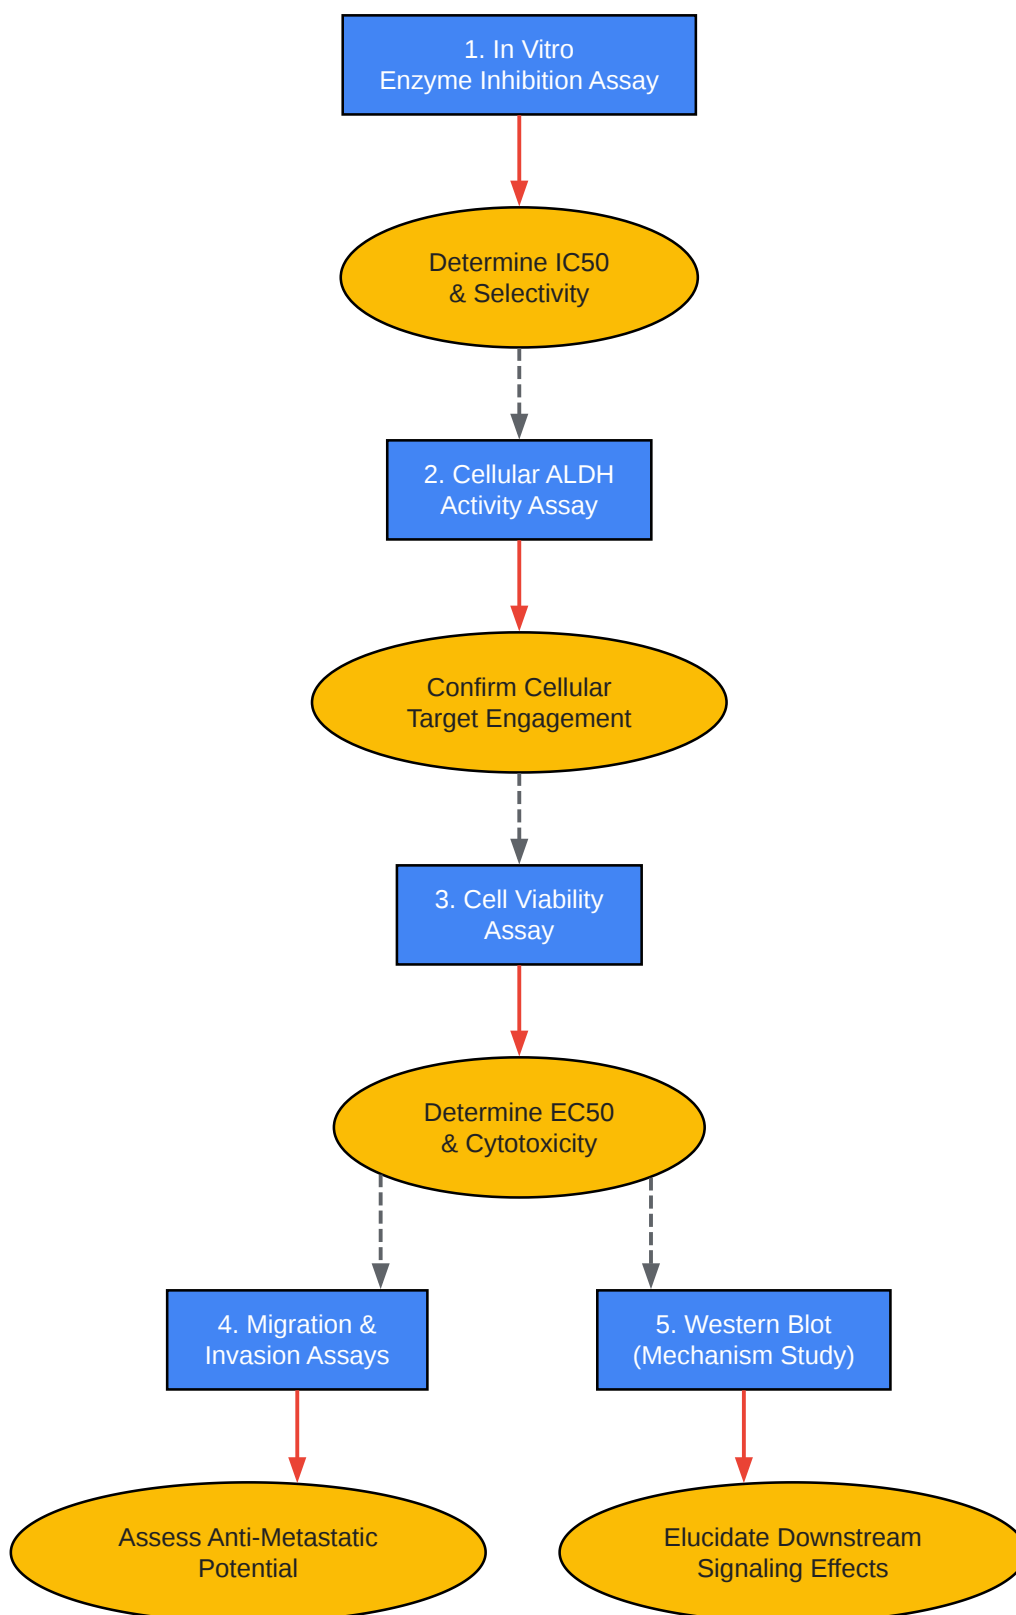 1. In Vitro
Enzyme Inhibition Assay
Determine IC50
& Selectivity
2. Cellular ALDH
Activity Assay
Confirm Cellular
Target Engagement
3. Cell Viability
Assay
Determine EC50
& Cytotoxicity
4. Migration &
Invasion Assays
5. Western Blot
(Mechanism Study)
Assess Anti-Metastatic
Potential
Elucidate Downstream
Signaling Effects